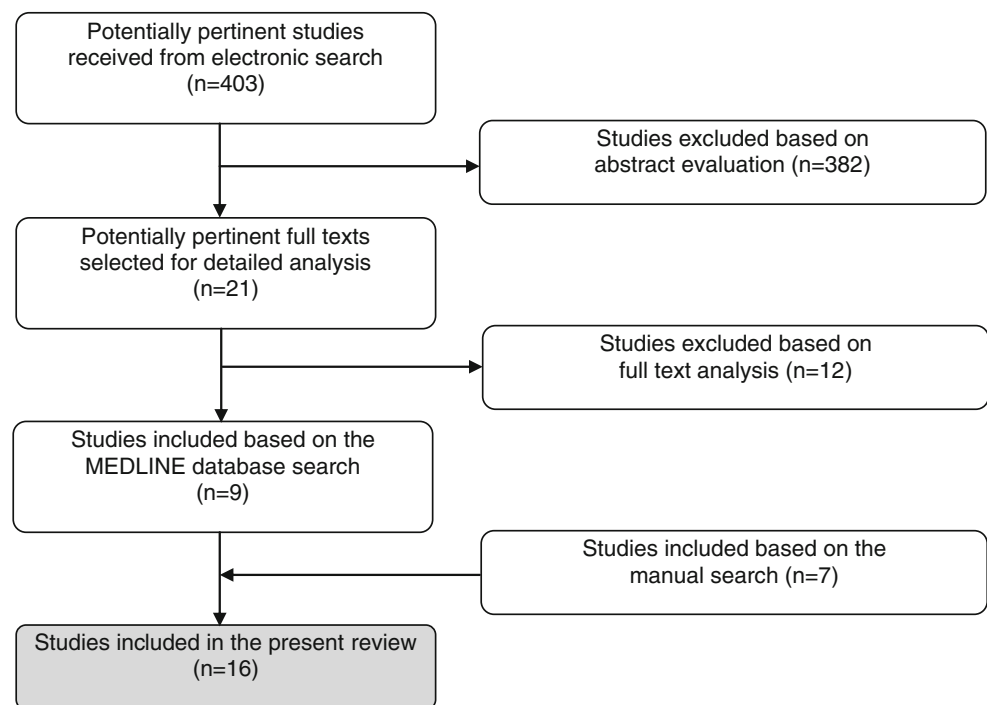 Potentially pertinent studies
received from electronic search
(n=403)
Studies excluded based on
abstract evaluation (n=382)
Potentially pertinent full texts
selected for detailed analysis
(n=21)
Studies excluded based on
full text analysis (n=12)
Studies included based on the
MEDLINE database search
(n=9)
Studies included based on the
manual search (n=7)
Studies included in the present review
(n=16)